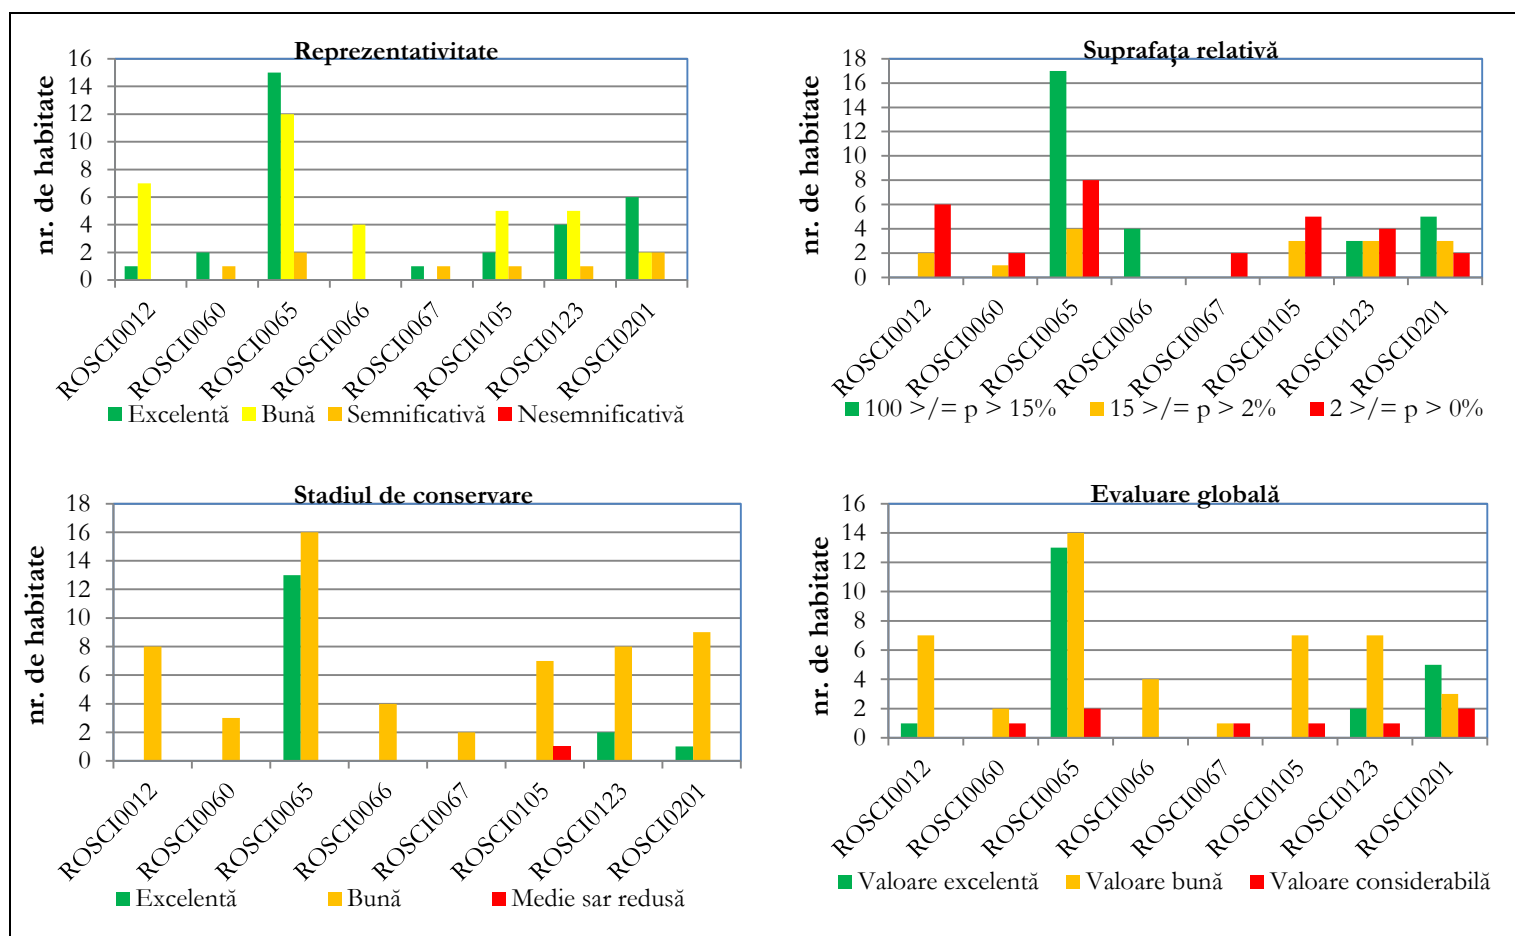 Reprezentativitate
nr. de habitate
16
14
12
10
8
6
4
2
0
ROSCI0012
ROSCI0060
ROSCI0065
ROSCI0066
ROSCI0067
ROSCI0105
ROSCI0123
ROSCI0201
Excelentă Bună Semnificativă Nesemnificativă
Suprafața relativă
nr. de habitate
18
16
14
12
10
8
6
4
2
0
ROSCI0012
ROSCI0060
ROSCI0065
ROSCI0066
ROSCI0067
ROSCI0105
ROSCI0123
ROSCI0201
100 >/= p > 15% 15 >/= p > 2% 2 >/= p > 0%
Stadiul de conservare
nr. de habitate
18
16
14
12
10
8
6
4
2
0
ROSCI0012
ROSCI0060
ROSCI0065
ROSCI0066
ROSCI0067
ROSCI0105
ROSCI0123
ROSCI0201
Excelentă Bună Medie sar redusă
Evaluare globală
nr. de habitate
16
14
12
10
8
6
4
2
0
ROSCI0012
ROSCI0060
ROSCI0065
ROSCI0066
ROSCI0067
ROSCI0105
ROSCI0123
ROSCI0201
Valoare excelentă Valoare bună Valoare considerabilă